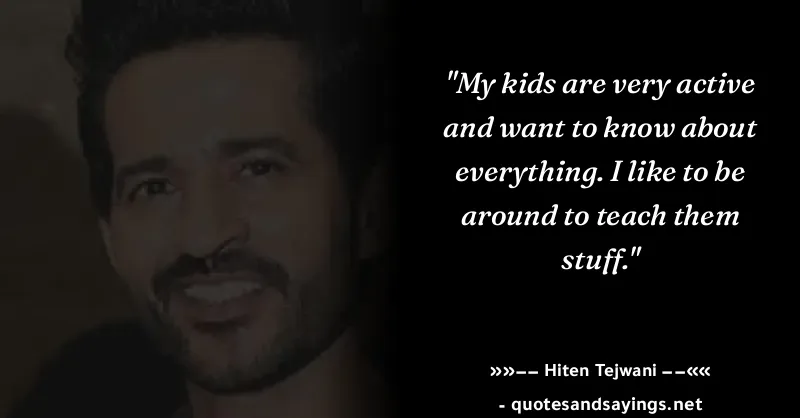 "My kids are very active
and want to know about
everything. I like to be
around to teach them
stuff."
»»−− Hiten Tejwani −−««
- quotesandsayings.net